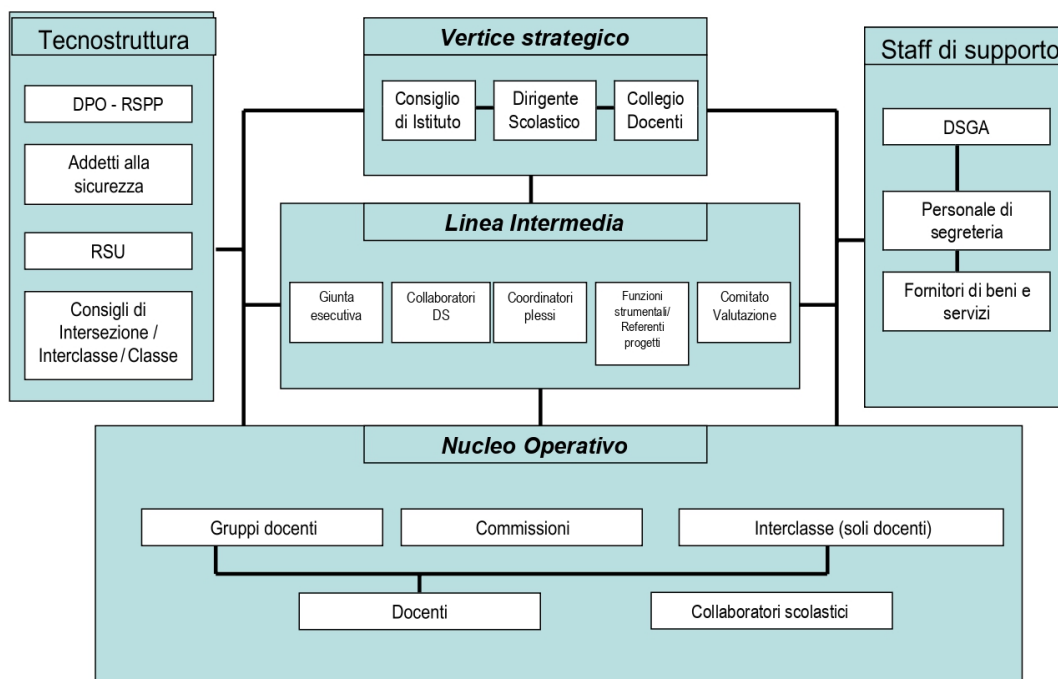 Tecnostruttura
DPO - RSPP
Addetti alla
sicurezza
RSU
Consigli di
Intersezione /
Interclasse / Classe
Vertice strategico
Consiglio
di Istituto
Dirigente
Scolastico
Collegio
Docenti
Staff di supporto
DSGA
Personale di
segreteria
Fornitori di beni e
servizi
Linea Intermedia
Giunta
esecutiva
Collaboratori
DS
Coordinatori
plessi
Funzioni
strumentali/
Referenti
progetti
Comitato
Valutazione
Nucleo Operativo
Gruppi docenti
Commissioni
Interclasse (soli docenti)
Docenti
Collaboratori scolastici